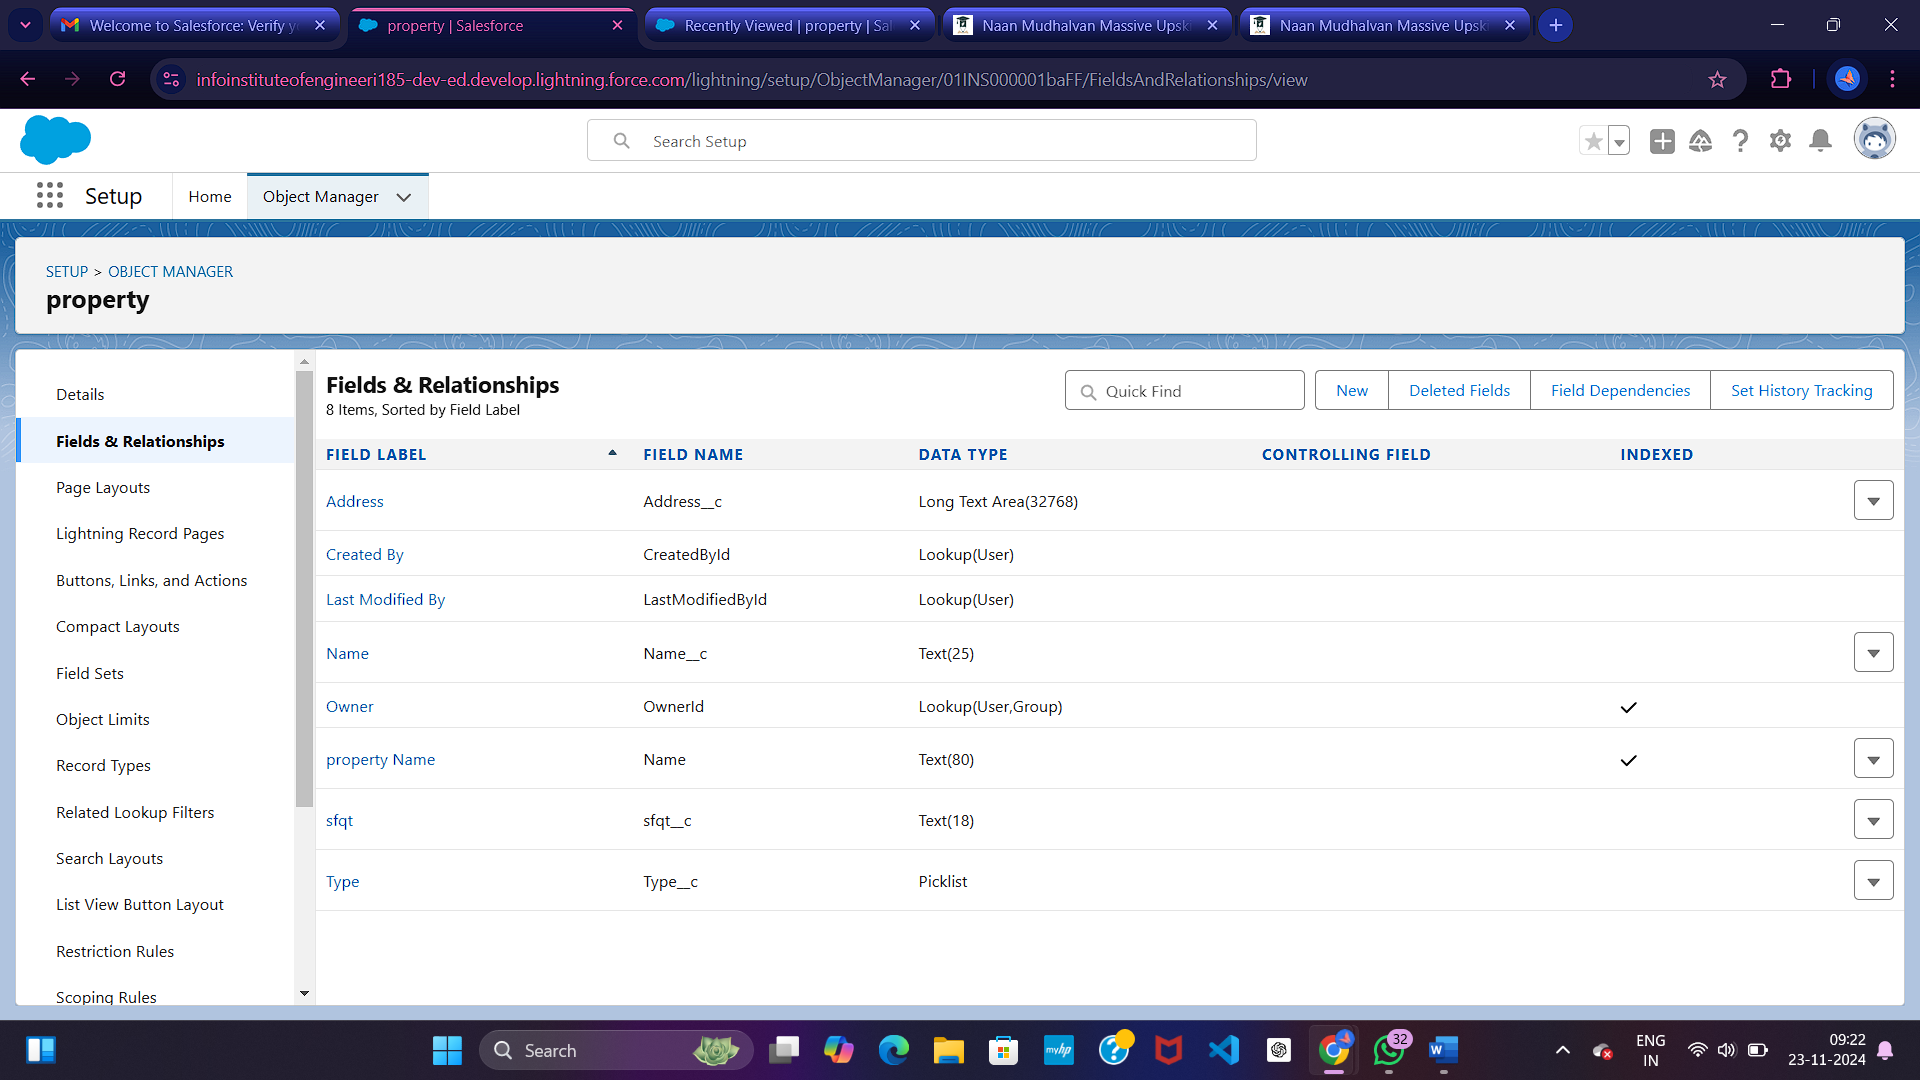 Welcome to Salesforce: Verify y
property | Salesforce
Recently Viewed | property | Sal
Naan Mudhalvan Massive Upsk
Naan Mudhalvan Massive Upsk
infoinstituteofengineeri185-dev-ed.develop.lightning.force.com/lightning/setup/ObjectManager/01INS000001baFF/FieldsAndRelationships/view
Search Setup
Setup
Home
Object Manager
SETUP > OBJECT MANAGER
property
Details
Fields & Relationships
Page Layouts
Lightning Record Pages
Buttons, Links, and Actions
Compact Layouts
Field Sets
Object Limits
Record Types
Related Lookup Filters
Search Layouts
List View Button Layout
Restriction Rules
Scoping Rules
Fields & Relationships
8 Items, Sorted by Field Label
Quick Find
New
Deleted Fields
Field Dependencies
Set History Tracking
FIELD LABEL FIELD NAME DATA TYPE CONTROLLING FIELD INDEXED
Address Address__c Long Text Area(32768)
Created By CreatedById Lookup(User)
Last Modified By LastModifiedById Lookup(User)
Name Name__c Text(25)
Owner OwnerId Lookup(User,Group)
property Name Name Text(80)
sfqt sfqt__c Text(18)
Type Type__c Picklist
Search
myhp
32
ENG
IN
09:22
23-11-2024